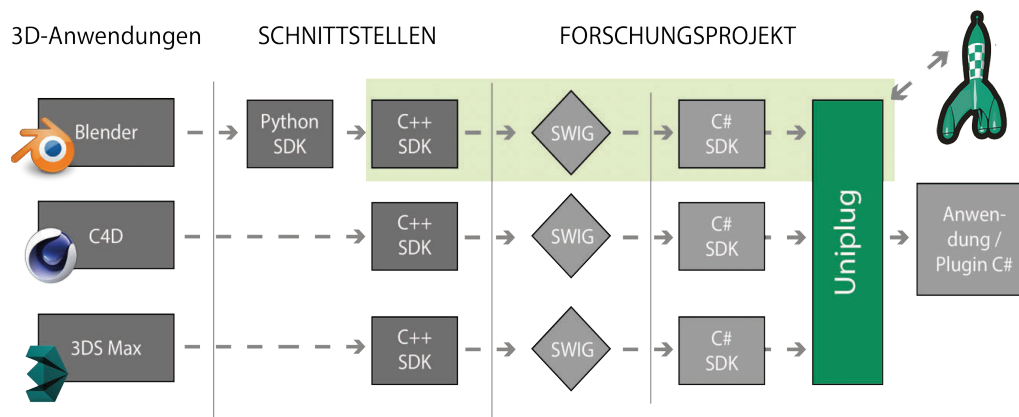 3D-Anwendungen
SCHNITTSTELLEN
FORSCHUNGSPROJEKT
Blender
Python
SDK
C++
SDK
SWIG
C#
SDK
C4D
C++
SDK
SWIG
C#
SDK
3DS Max
C++
SDK
SWIG
C#
SDK
Uniplug
Anwen-
dung /
Plugin C#